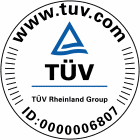 www.tuv.com
TÜV
TÜV Rheinland Group
ID:0000006807